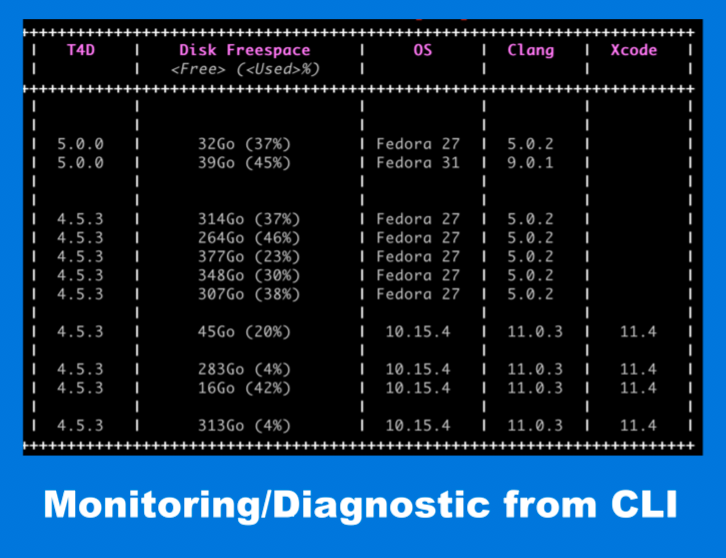 T4D | Disk Freespace | OS | Clang | Xcode
<Free> (<Used>%)
5.0.0 | 32Go (37%) | Fedora 27 | 5.0.2 |
5.0.0 | 39Go (45%) | Fedora 31 | 9.0.1 |
4.5.3 | 314Go (37%) | Fedora 27 | 5.0.2 |
4.5.3 | 264Go (46%) | Fedora 27 | 5.0.2 |
4.5.3 | 377Go (23%) | Fedora 27 | 5.0.2 |
4.5.3 | 348Go (30%) | Fedora 27 | 5.0.2 |
4.5.3 | 307Go (38%) | Fedora 27 | 5.0.2 |
4.5.3 | 45Go (20%) | 10.15.4 | 11.0.3 | 11.4
4.5.3 | 283Go (4%) | 10.15.4 | 11.0.3 | 11.4
4.5.3 | 16Go (42%) | 10.15.4 | 11.0.3 | 11.4
4.5.3 | 313Go (4%) | 10.15.4 | 11.0.3 | 11.4
Monitoring/Diagnostic from CLI